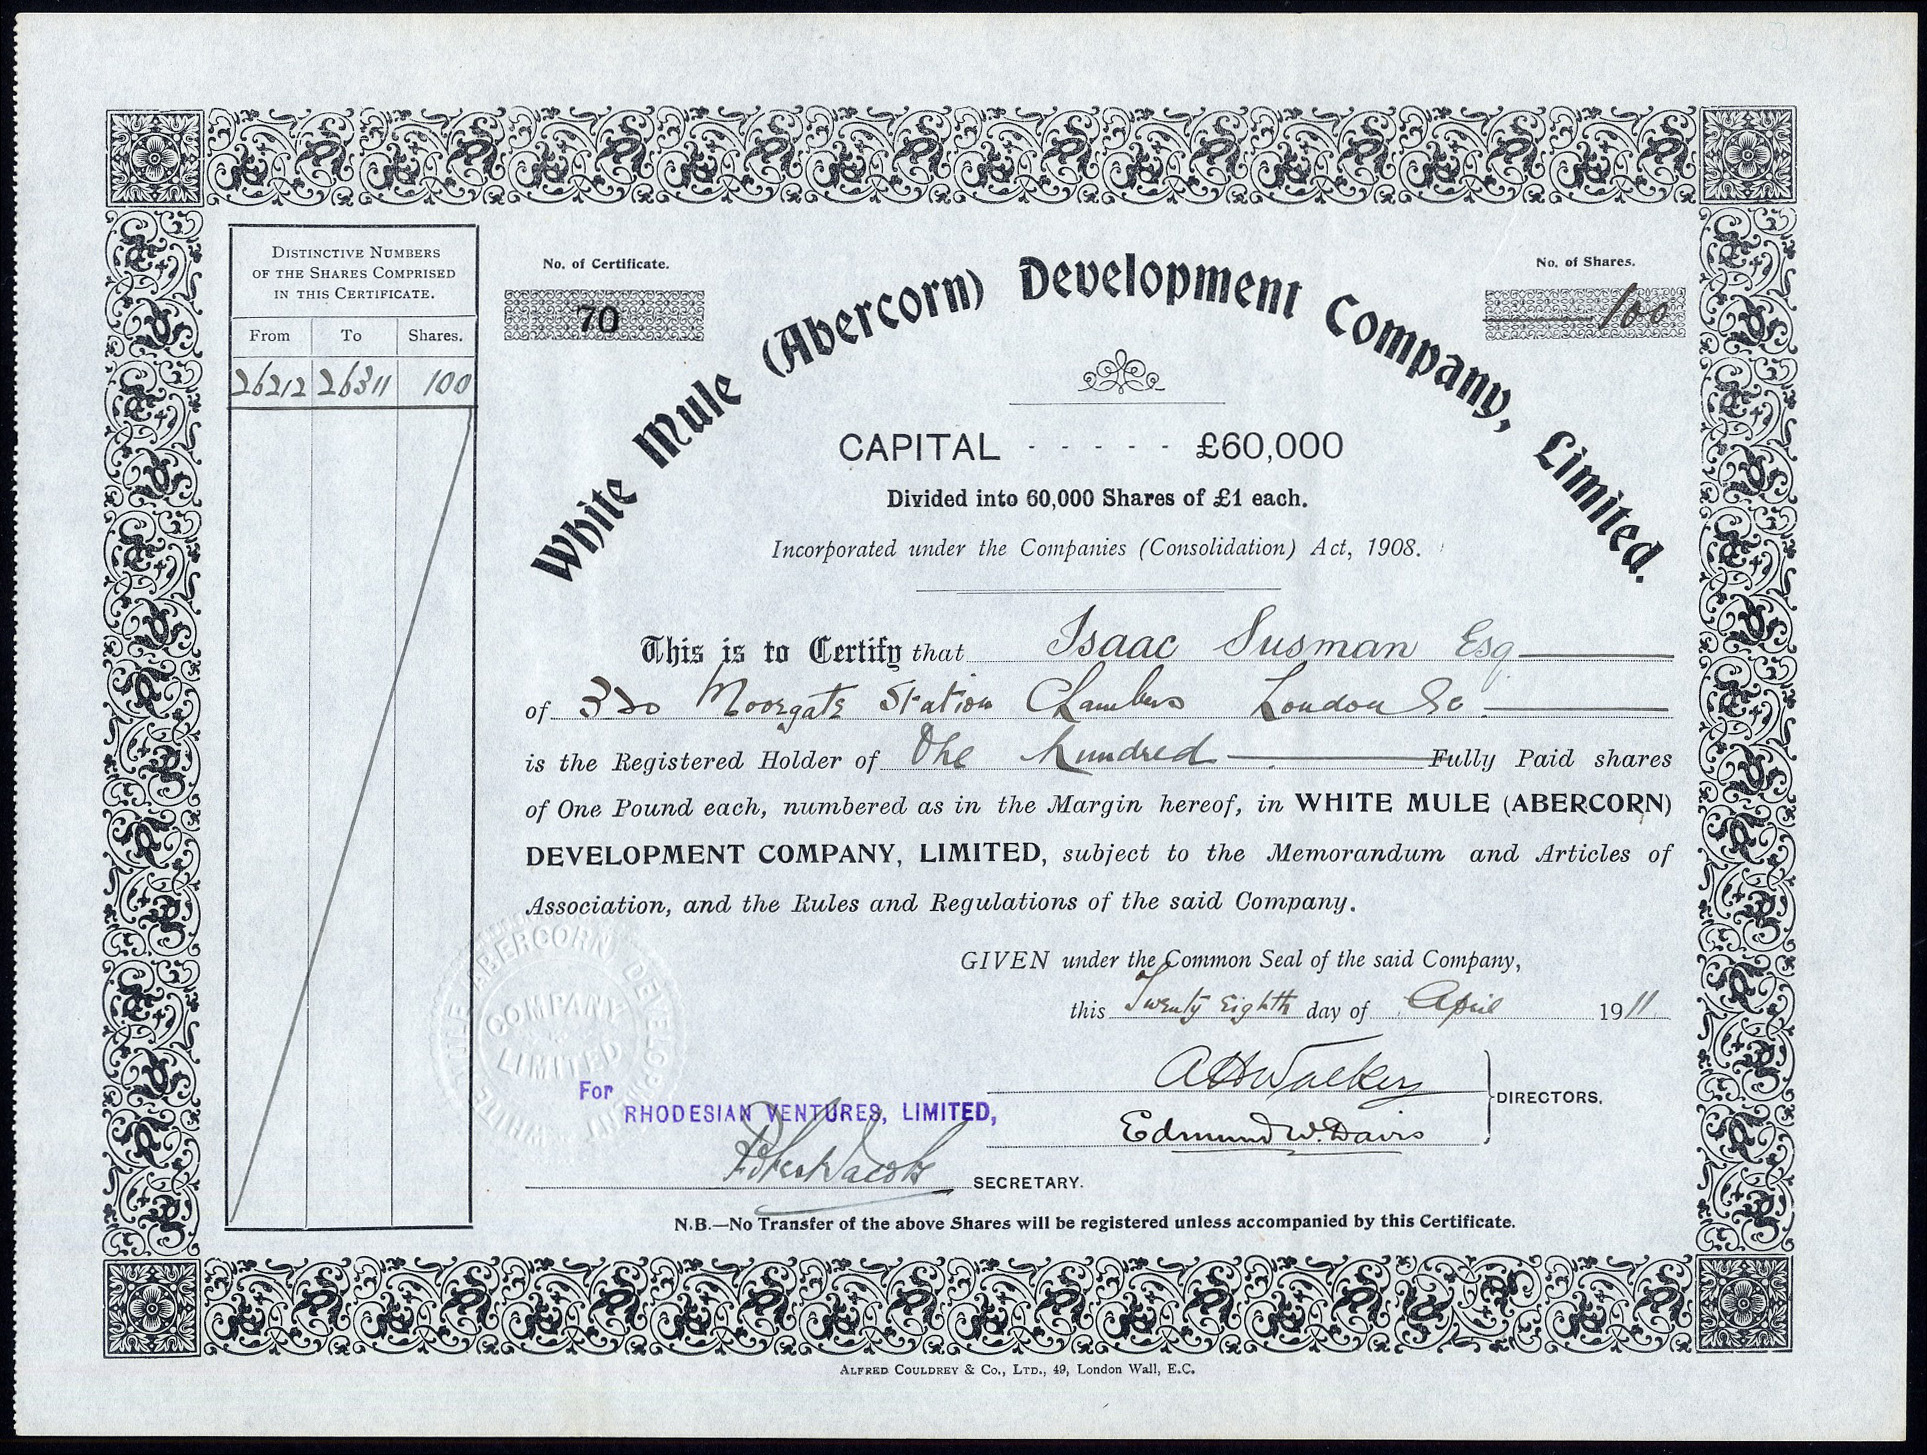 DISTINCTIVE NUMBERS
OF THE SHARES COMPRISED
IN THIS CERTIFICATE.
From To Shares.
26212 26311 100
No. of Certificate.
70
No. of Shares.
100
White Mule (Abercorn) Development Company, Limited.
CAPITAL - - - - - £60,000
Divided into 60,000 Shares of £1 each.
Incorporated under the Companies (Consolidation) Act, 1908.
This is to Certify that Isaac Susman Esq
of Moorgate Station Chambers London Ec
is the Registered Holder of One hundred Fully Paid shares
of One Pound each, numbered as in the Margin hereof, in WHITE MULE (ABERCORN)
DEVELOPMENT COMPANY, LIMITED, subject to the Memorandum and Articles of
Association, and the Rules and Regulations of the said Company.
GIVEN under the Common Seal of the said Company,
this Twenty Eighth day of April 1911
WHITE MULE ABERCORN DEVELOPMENT
COMPANY
LIMITED
DIRECTORS.
Edmund W. Davis
For
RHODESIAN VENTURES, LIMITED,
SECRETARY.
N.B.—No Transfer of the above Shares will be registered unless accompanied by this Certificate.
ALFRED COULDREY & CO., LTD., 49, London Wall, E.C.